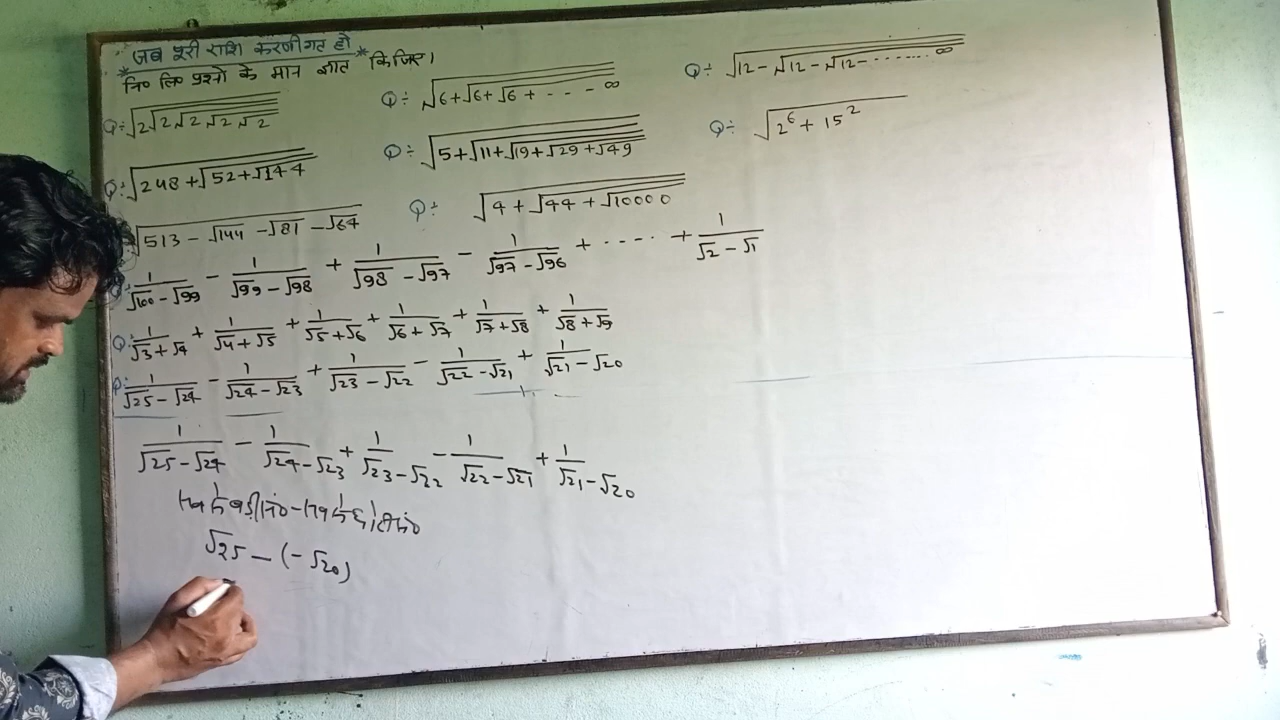 जब पूरी राशि करणीगत हो
*नि० लि० प्रश्नो के मान ज्ञात* किजिए।
Q÷ √2√2√2√2√2
Q÷ √248+√52+√144
√513 - √144 - √81 - √64
Q÷ √6+√6+√6+ - - - ∞
Q÷ √5+√11+√19+√29+√49
Q÷ √4+√44+√10000
Q÷ √12-√12-√12-........∞
Q÷ √2⁶+15²
1/(√100-√99) - 1/(√99-√98) + 1/(√98-√97) - 1/(√97-√96) + ..... + 1/(√2-√1)
Q÷ 1/(√3+√4) + 1/(√4+√5) + 1/(√5+√6) + 1/(√6+√7) + 1/(√7+√8) + 1/(√8+√9)
Q÷ 1/(√25-√24) - 1/(√24-√23) + 1/(√23-√22) - 1/(√22-√21) + 1/(√21-√20)
1/(√25-√24) - 1/(√24-√23) + 1/(√23-√22) - 1/(√22-√21) + 1/(√21-√20)
√25-(-√20)